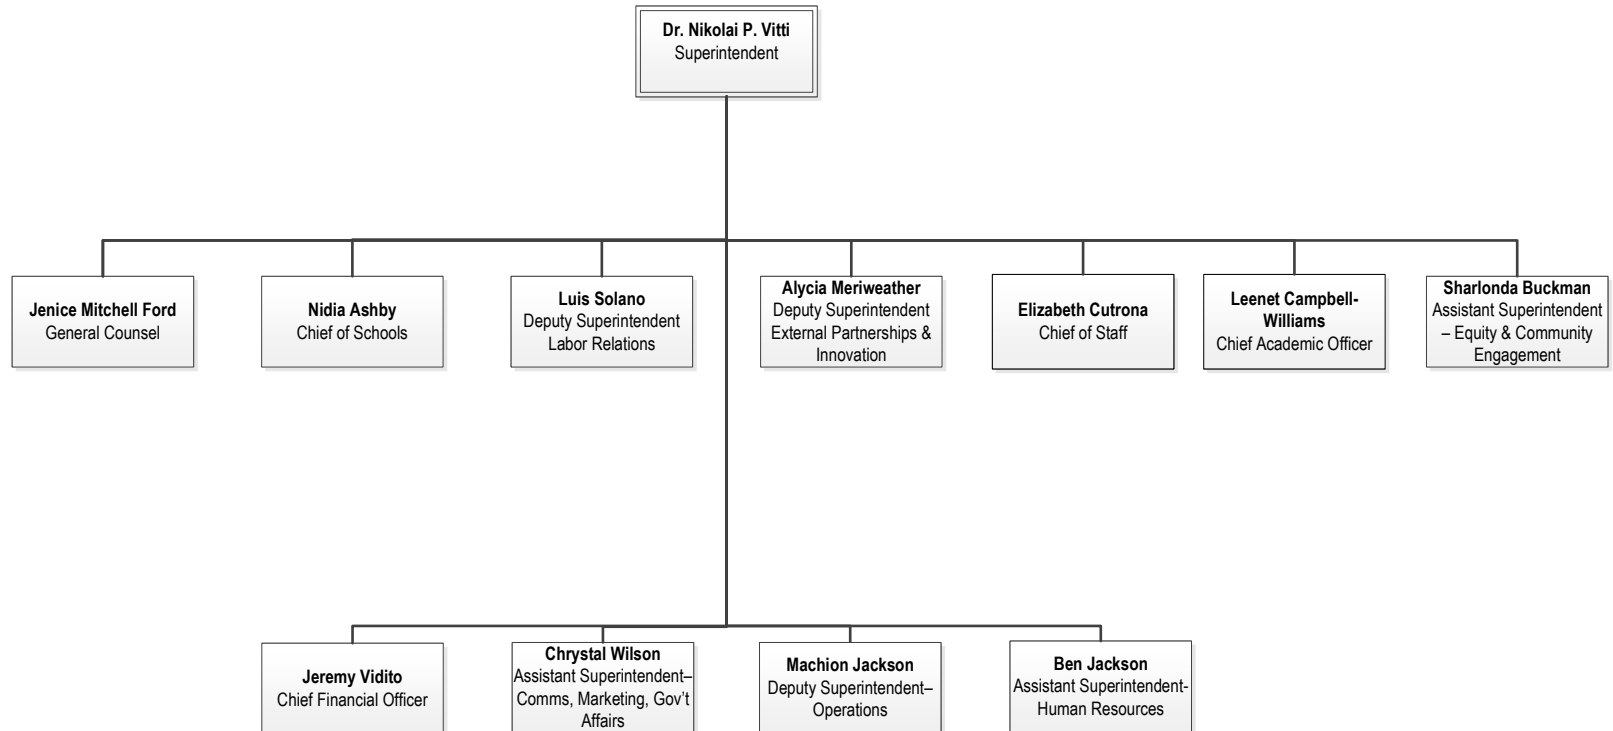 Dr. Nikolai P. Vitti
Superintendent
Jenice Mitchell Ford
General Counsel
Nidia Ashby
Chief of Schools
Luis Solano
Deputy Superintendent
Labor Relations
Alycia Meriweather
Deputy Superintendent
External Partnerships &
Innovation
Elizabeth Cutrona
Chief of Staff
Leenet Campbell-
Williams
Chief Academic Officer
Sharlonda Buckman
Assistant Superintendent
– Equity & Community
Engagement
Jeremy Vidito
Chief Financial Officer
Chrystal Wilson
Assistant Superintendent–
Comms, Marketing, Gov’t
Affairs
Machion Jackson
Deputy Superintendent–
Operations
Ben Jackson
Assistant Superintendent-
Human Resources